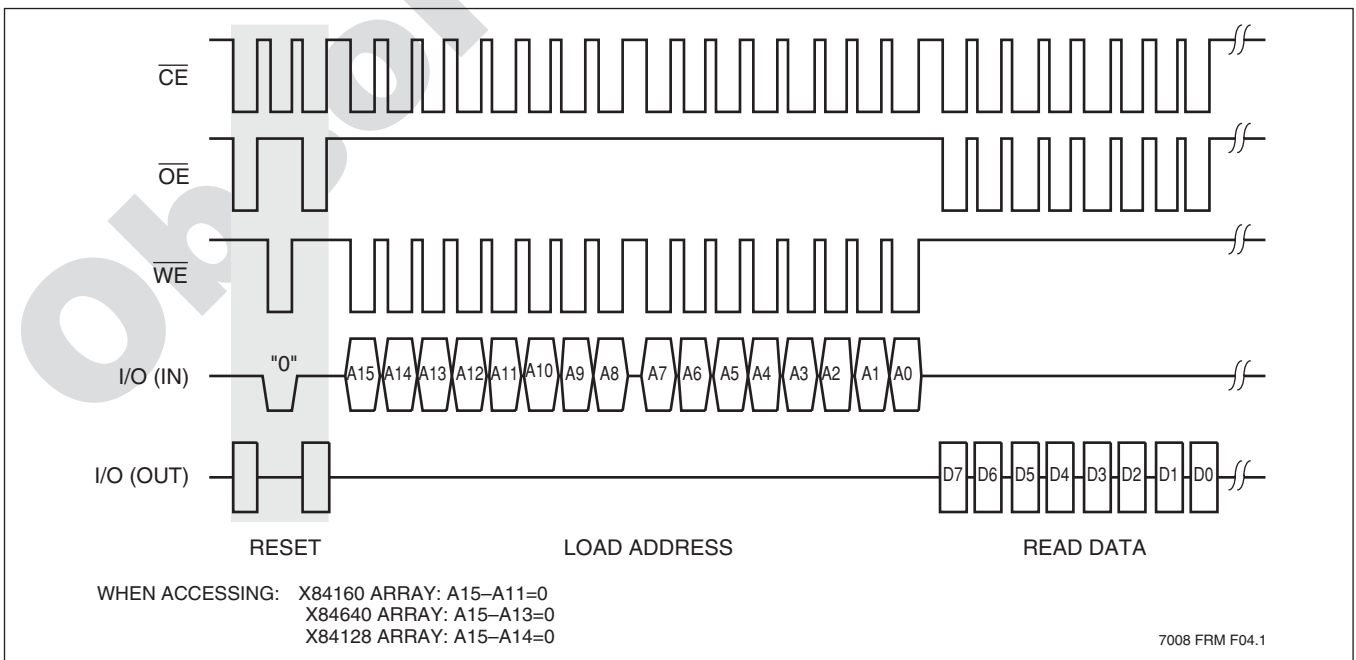 CE
OE
WE
"0"
I/O (IN) A15 A14 A13 A12 A11 A10 A9 A8 A7 A6 A5 A4 A3 A2 A1 A0
I/O (OUT) D7 D6 D5 D4 D3 D2 D1 D0
RESET LOAD ADDRESS READ DATA
WHEN ACCESSING: X84160 ARRAY: A15–A11=0
X84640 ARRAY: A15–A13=0
X84128 ARRAY: A15–A14=0
7008 FRM F04.1